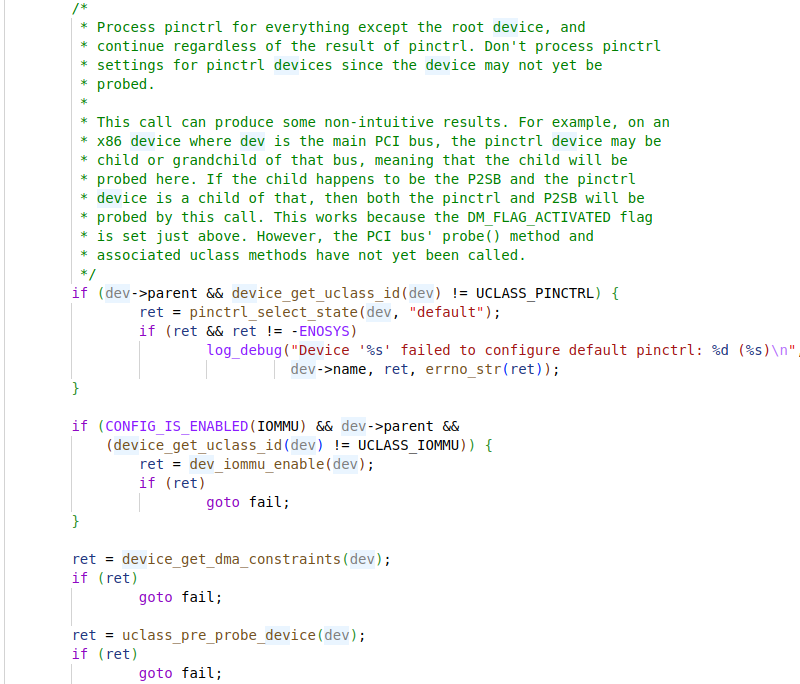 /*
 * Process pinctrl for everything except the root device, and
 * continue regardless of the result of pinctrl. Don't process pinctrl
 * settings for pinctrl devices since the device may not yet be
 * probed.
 *
 * This call can produce some non-intuitive results. For example, on an
 * x86 device where dev is the main PCI bus, the pinctrl device may be
 * child or grandchild of that bus, meaning that the child will be
 * probed here. If the child happens to be the P2SB and the pinctrl
 * device is a child of that, then both the pinctrl and P2SB will be
 * probed by this call. This works because the DM_FLAG_ACTIVATED flag
 * is set just above. However, the PCI bus' probe() method and
 * associated uclass methods have not yet been called.
 */
if (dev->parent && device_get_uclass_id(dev) != UCLASS_PINCTRL) {
        ret = pinctrl_select_state(dev, "default");
        if (ret && ret != -ENOSYS)
                log_debug("Device '%s' failed to configure default pinctrl: %d (%s)\n",
                          dev->name, ret, errno_str(ret));
}

if (CONFIG_IS_ENABLED(IOMMU) && dev->parent &&
    (device_get_uclass_id(dev) != UCLASS_IOMMU)) {
        ret = dev_iommu_enable(dev);
        if (ret)
                goto fail;
}

ret = device_get_dma_constraints(dev);
if (ret)
        goto fail;

ret = uclass_pre_probe_device(dev);
if (ret)
        goto fail;